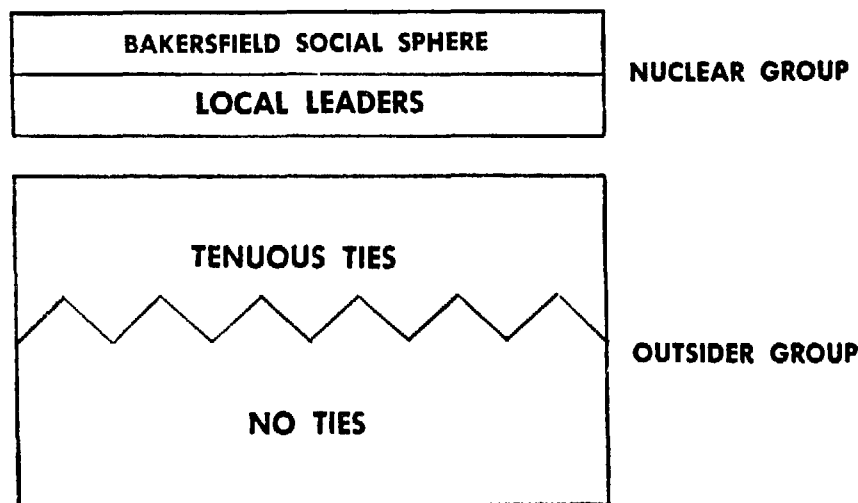 BAKERSFIELD SOCIAL SPHERE
LOCAL LEADERS
NUCLEAR GROUP
TENUOUS TIES
NO TIES
OUTSIDER GROUP